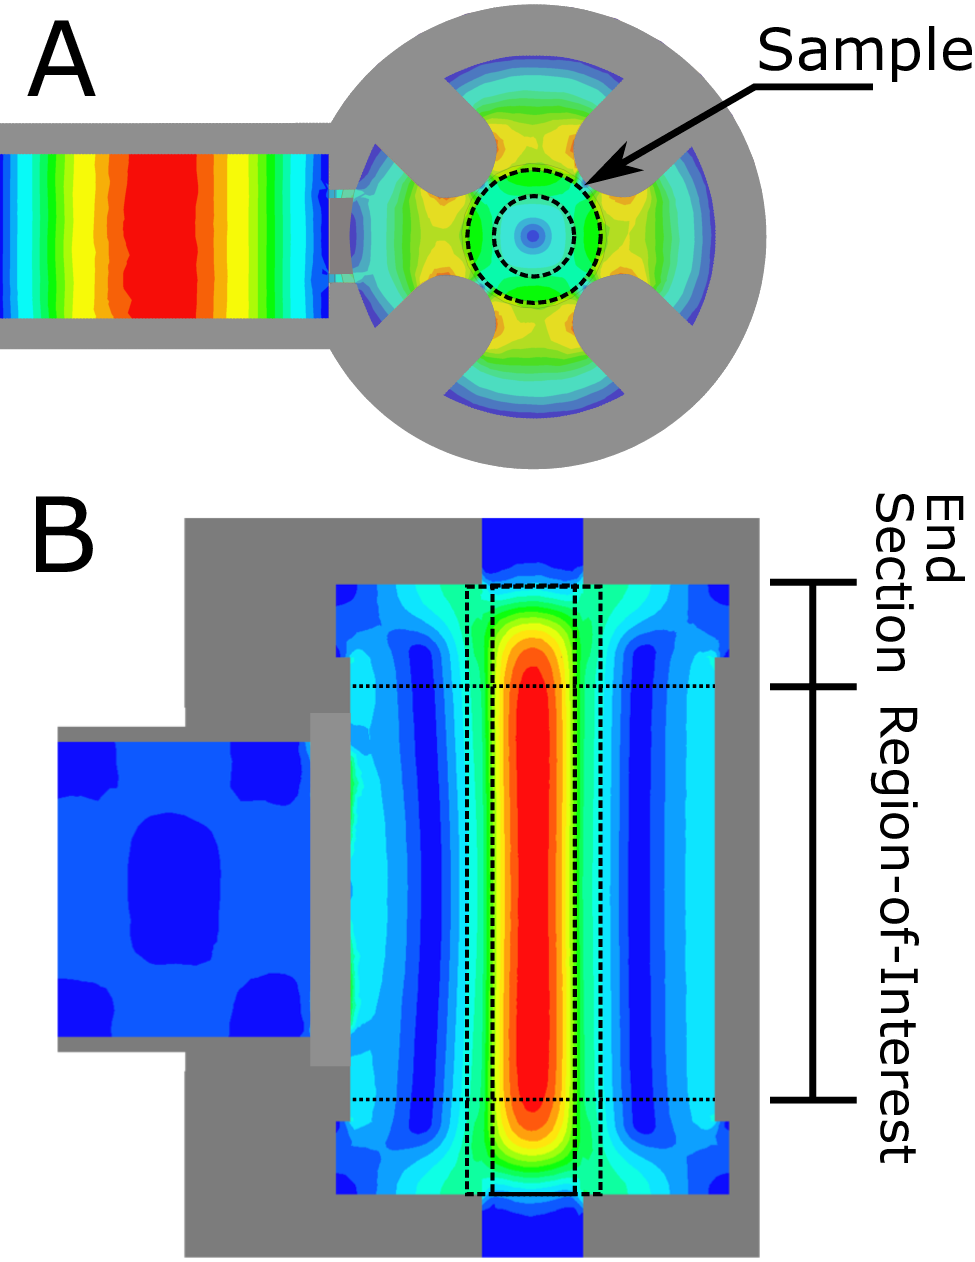 A
Sample
B
End
Section
Region-of-Interest